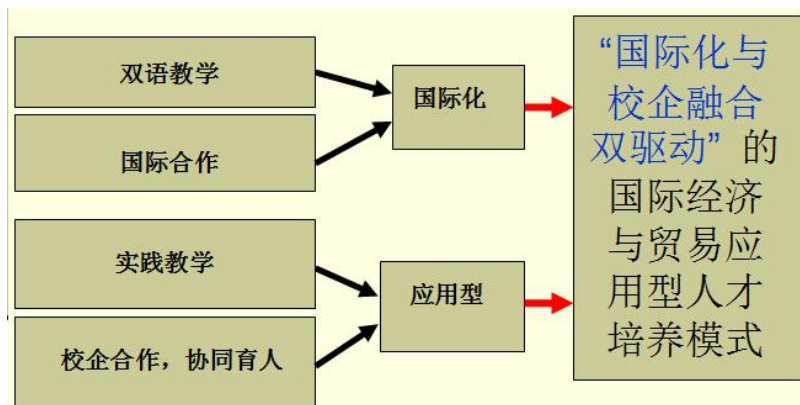 双语教学
国际合作
国际化
实践教学
校企合作，协同育人
应用型
“国际化与
校企融合
双驱动”的
国际经济
与贸易应
用型人才
培养模式